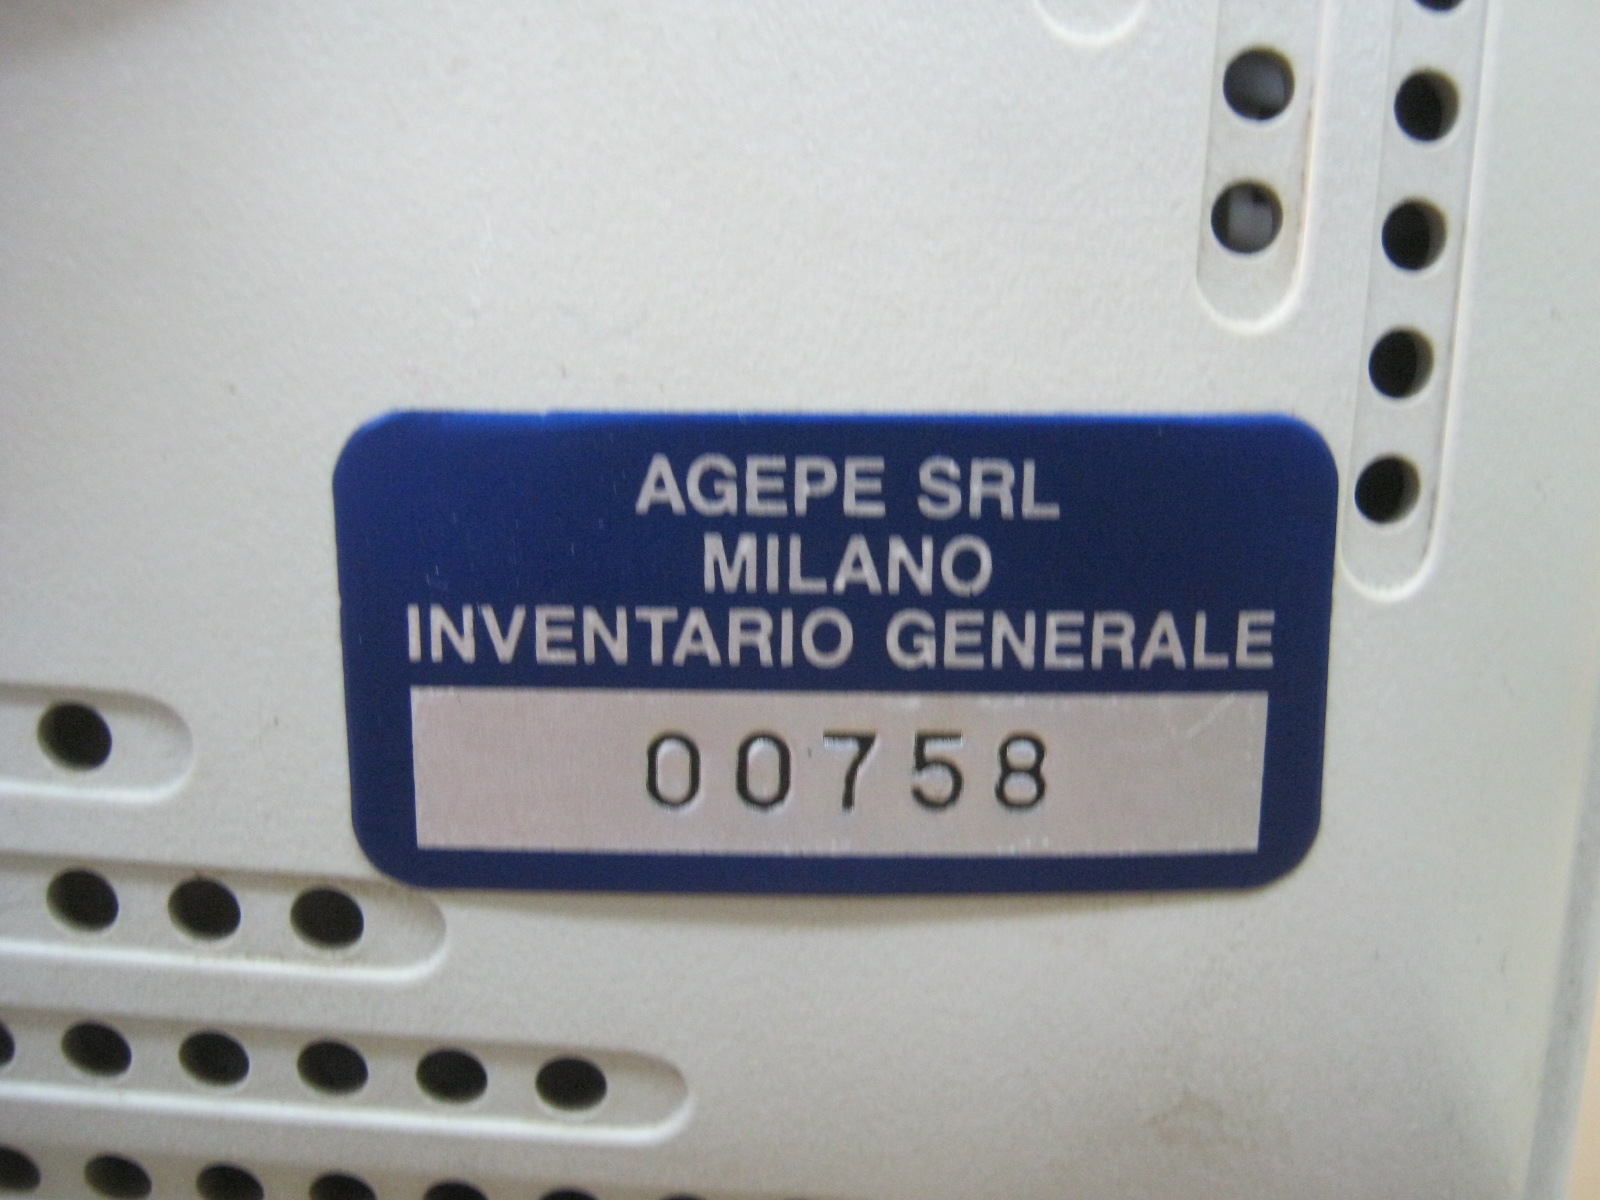 AGEPE SRL
MILANO
INVENTARIO GENERALE
00758